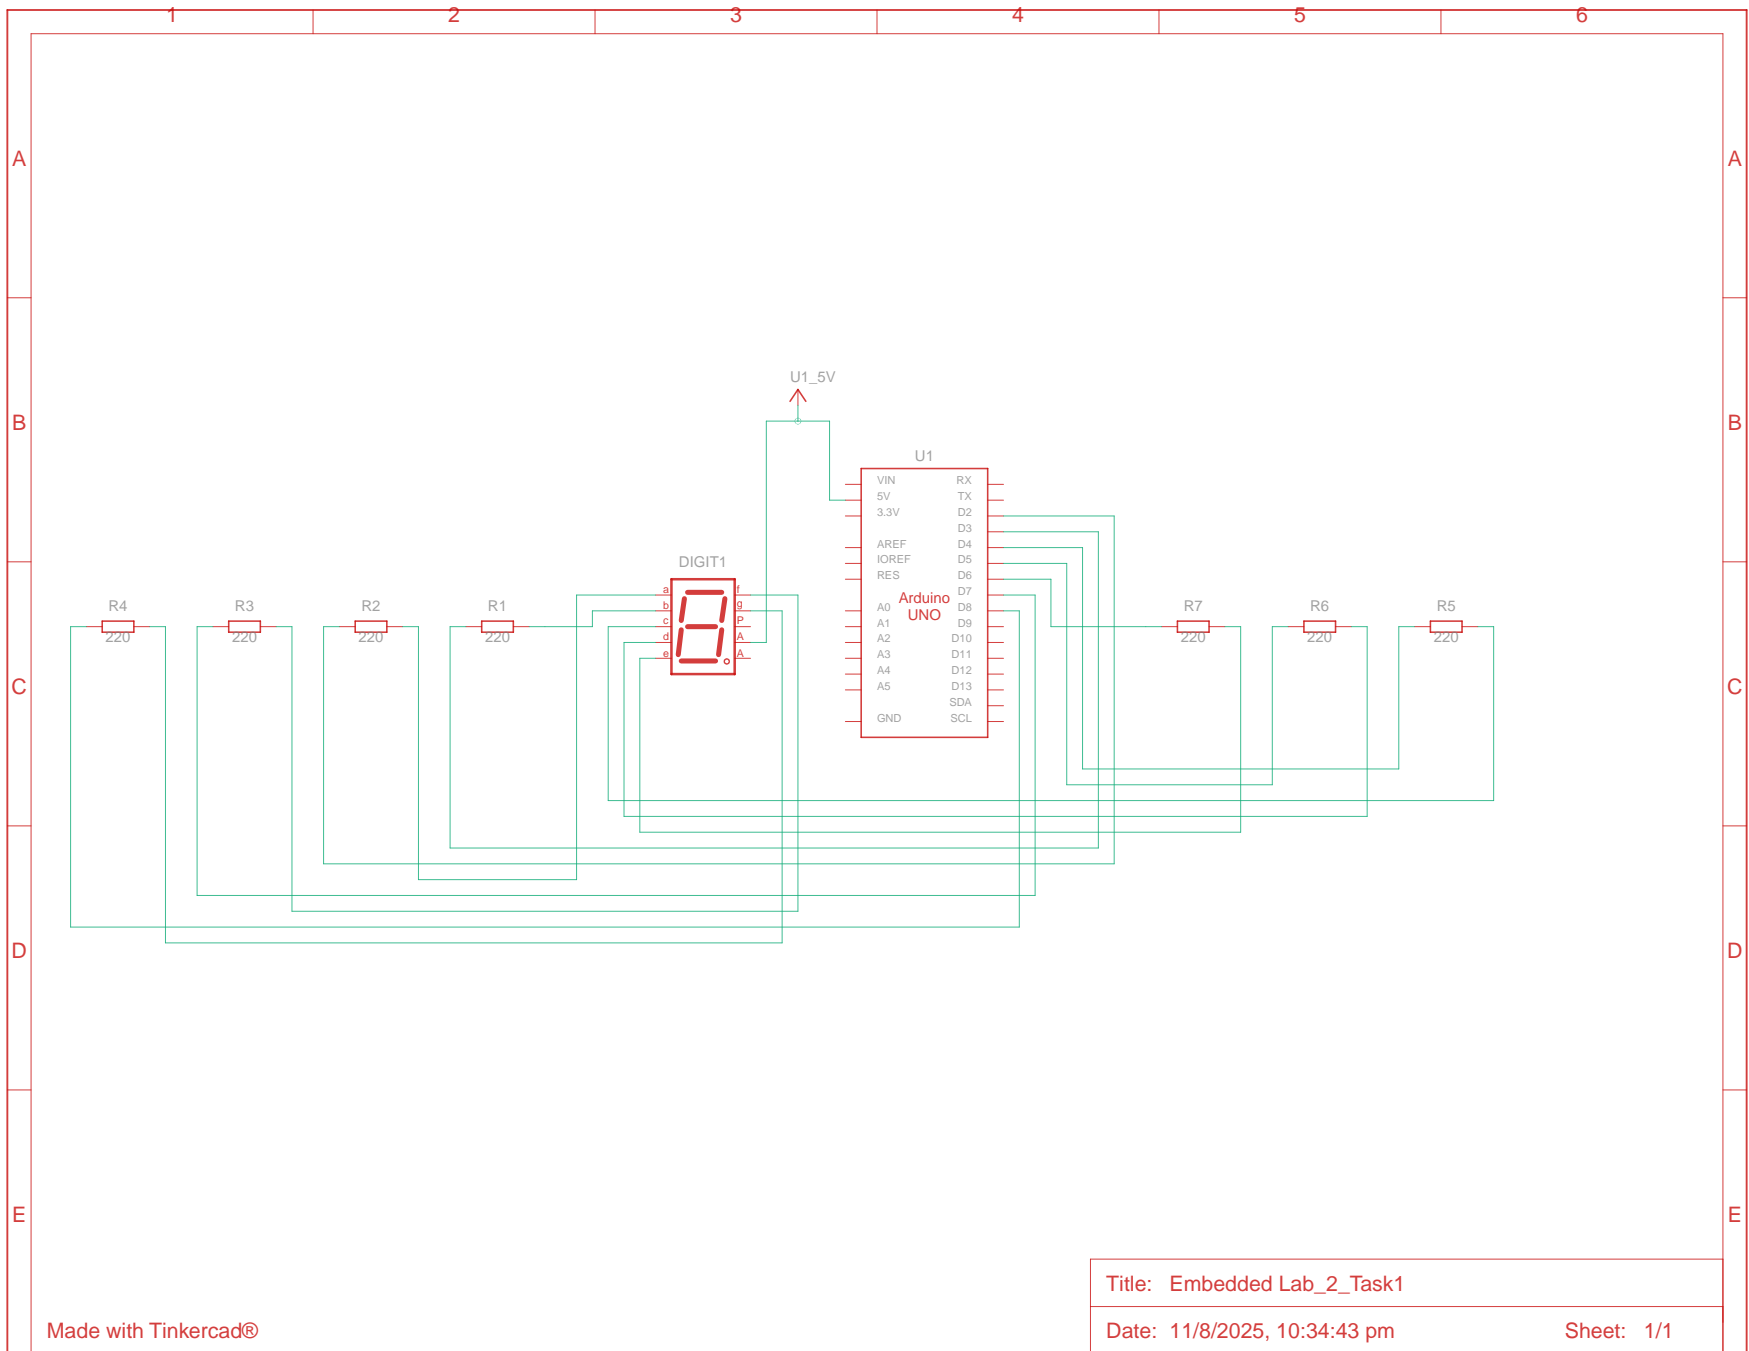 1 2 3 4 5 6
A A
U1_5V
B B
U1
VIN RX
5V TX
3.3V D2
D3
AREF D4
IOREF D5
RES D6
D7
A0 D8
A1 D9
A2 D10
A3 D11
A4 D12
A5 D13
SDA
GND SCL
Arduino
UNO
DIGIT1
a f
b g
c P
d A
e A
R4 R3 R2 R1 R7 R6 R5
220 220 220 220 220 220 220
C C
D D
E E
Title: Embedded Lab_2_Task1
Made with Tinkercad®
Date: 11/8/2025, 10:34:43 pm Sheet: 1/1